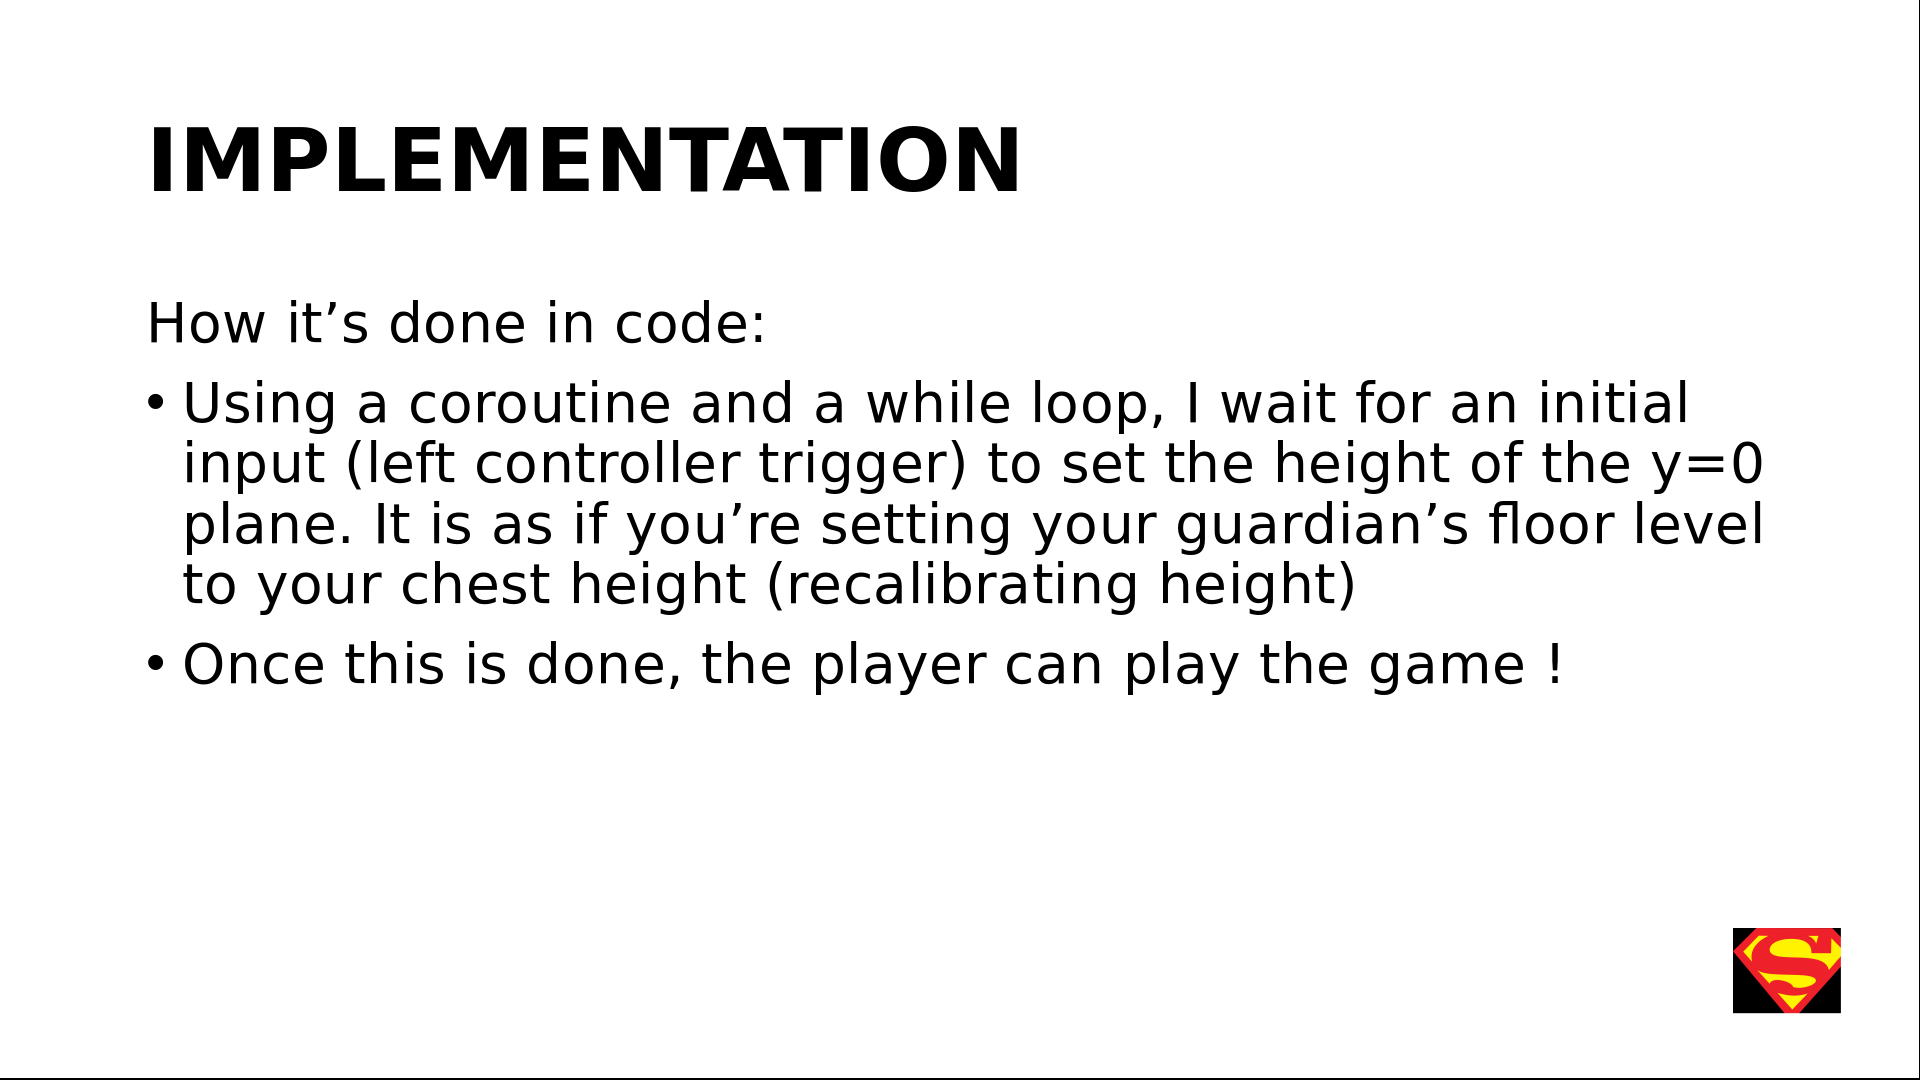 IMPLEMENTATION
How it’s done in code:
• Using a coroutine and a while loop, I wait for an initial
input (left controller trigger) to set the height of the y=0
plane. It is as if you’re setting your guardian’s floor level
to your chest height (recalibrating height)
• Once this is done, the player can play the game !
S